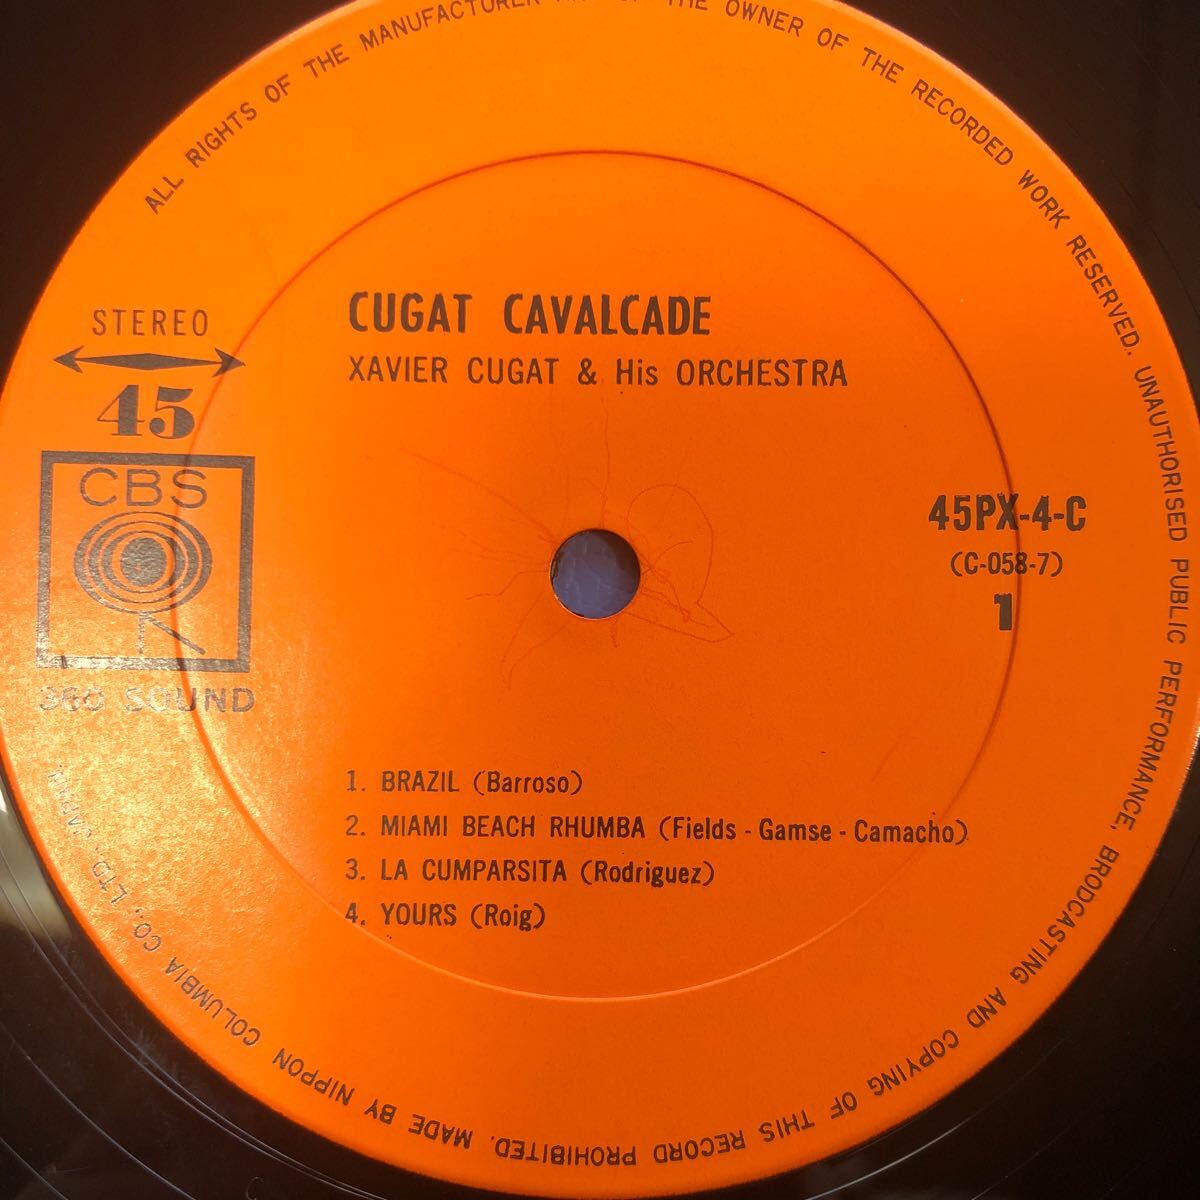 ALL RIGHTS OF THE MANUFACTURER OF THE OWNER OF THE RECORDED WORK RESERVED. UNAUTHORISED PUBLIC PERFORMANCE, BRODCASTING AND COPYING OF THIS RECORD PROHIBITED. MADE BY NIPPON COLUMBIA CO., LTD. JAPAN
CUGAT CAVALCADE
XAVIER CUGAT & His ORCHESTRA
STEREO
45
CBS
360 SOUND
45PX-4-C
(C-058-7)
1
1. BRAZIL (Barroso)
2. MIAMI BEACH RHUMBA (Fields - Gamse - Camacho)
3. LA CUMPARSITA (Rodriguez)
4. YOURS (Roig)